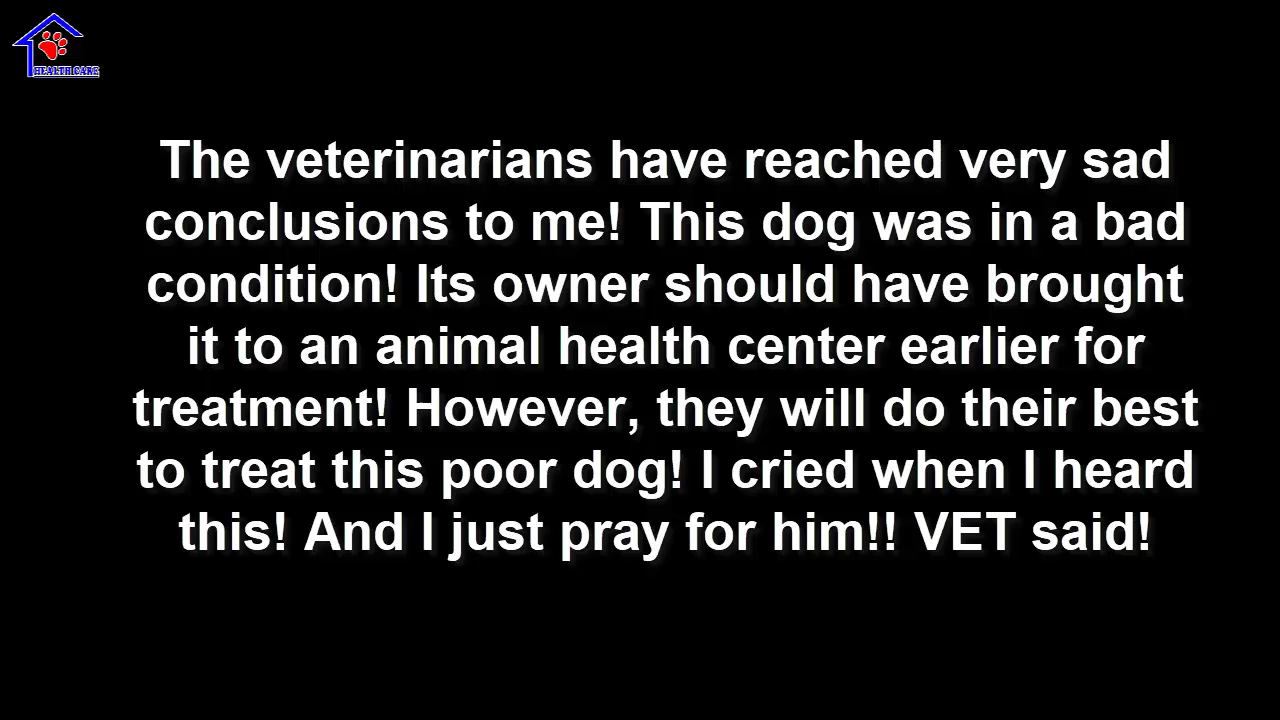 HEALTH CARE
The veterinarians have reached very sad
conclusions to me! This dog was in a bad
condition! Its owner should have brought
it to an animal health center earlier for
treatment! However, they will do their best
to treat this poor dog! I cried when I heard
this! And I just pray for him!! VET said!